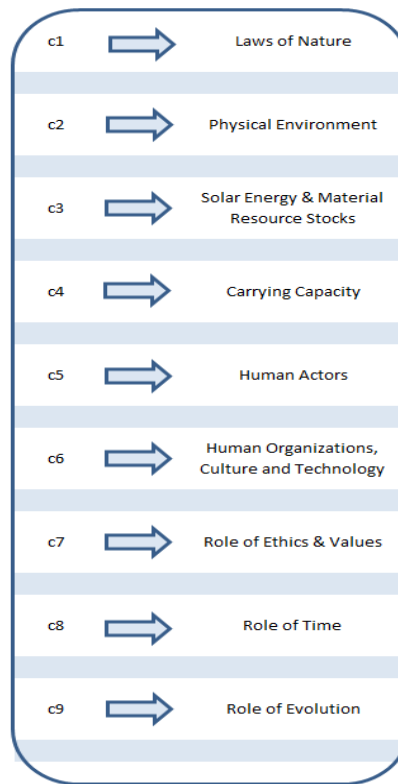 c1 Laws of Nature
c2 Physical Environment
c3 Solar Energy & Material
Resource Stocks
c4 Carrying Capacity
c5 Human Actors
c6 Human Organizations,
Culture and Technology
c7 Role of Ethics & Values
c8 Role of Time
c9 Role of Evolution